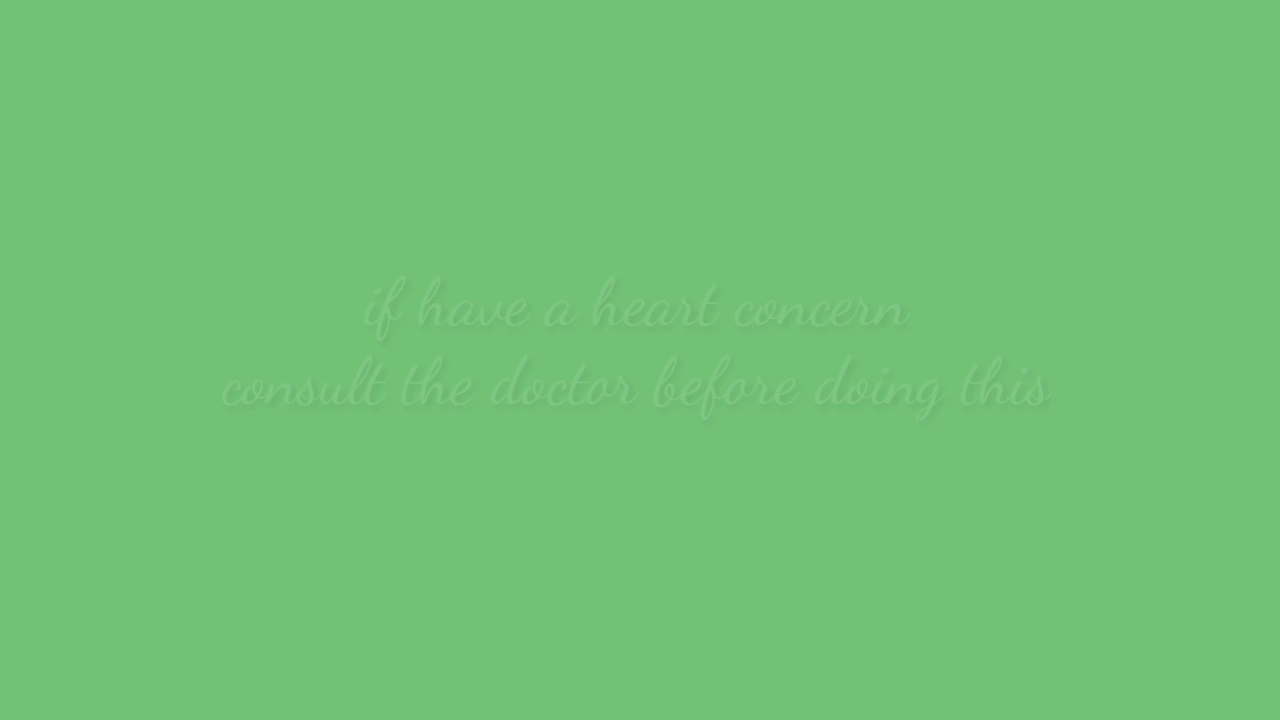 if have a heart concern
consult the doctor before doing this